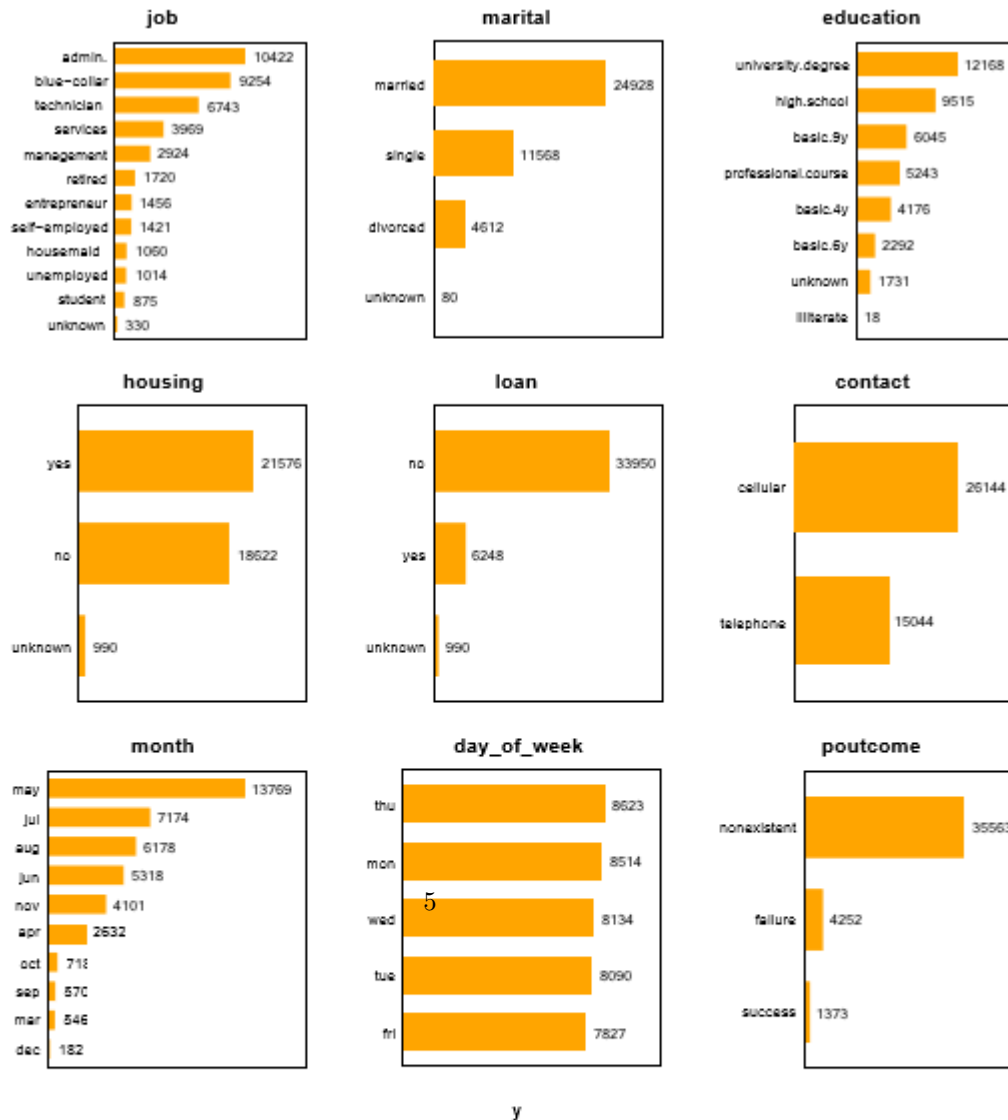 job
admin. 10422
blue-collar 9254
technician 6743
services 3969
management 2924
retired 1720
entrepreneur 1456
self-employed 1421
housemaid 1060
unemployed 1014
student 875
unknown 330
marital
married 24928
single 11568
divorced 4612
unknown 80
education
university.degree 12168
high.school 9515
basic.9y 6045
professional.course 5243
basic.4y 4176
basic.6y 2292
unknown 1731
illiterate 18
housing
yes 21576
no 18622
unknown 990
loan
no 33950
yes 6248
unknown 990
contact
cellular 26144
telephone 15044
month
may 13769
jul 7174
aug 6178
jun 5318
nov 4101
apr 2632
oct 718
sep 570
mar 546
dec 182
day_of_week
thu 8623
mon 8514
5
wed 8134
tue 8090
fri 7827
poutcome
nonexistent 35563
failure 4252
success 1373
y